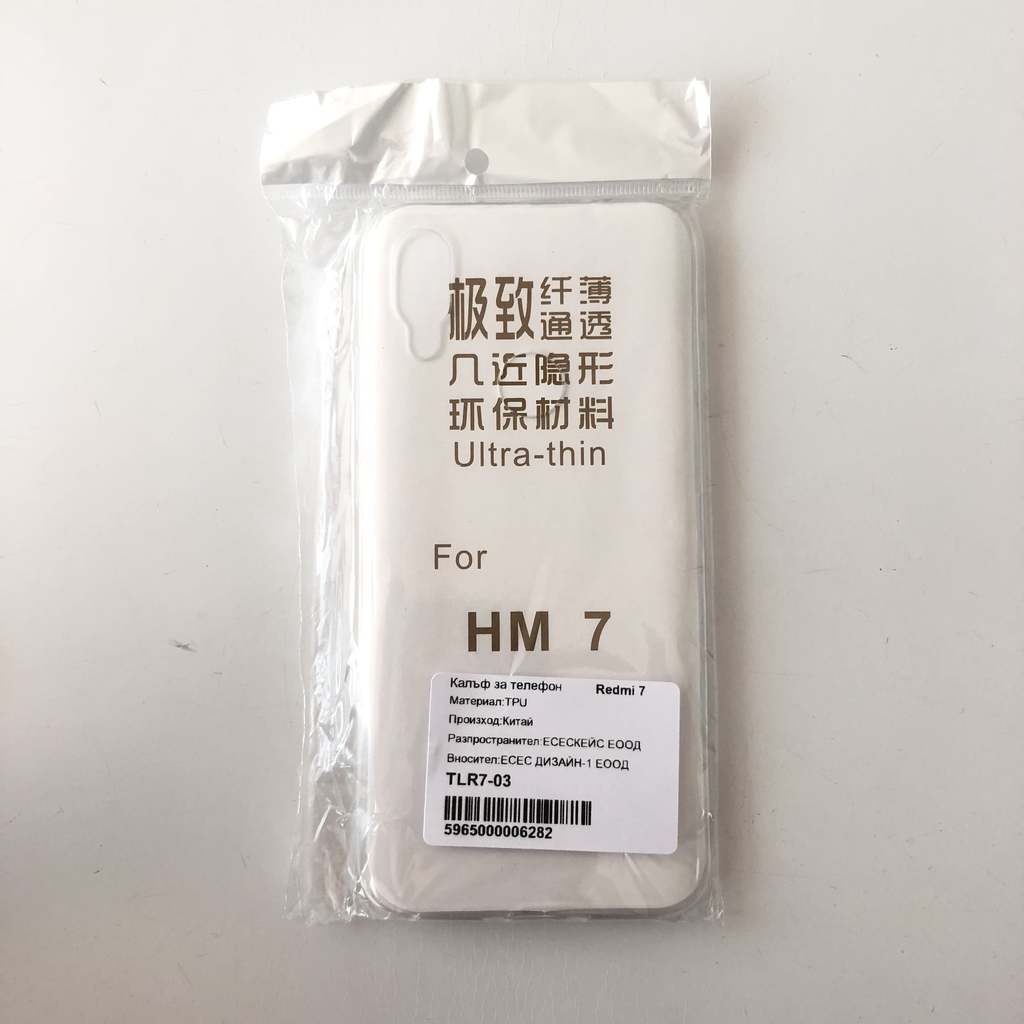 极致纤薄
通透
几近隐形
环保材料
Ultra-thin
For
HM 7
Калъф за телефон Redmi 7
Материал:TPU
Произход:Китай
Разпространител:ЕСЕСКЕЙС ЕООД
Вносител:ЕСЕС ДИЗАЙН-1 ЕООД
TLR7-03
5965000006282